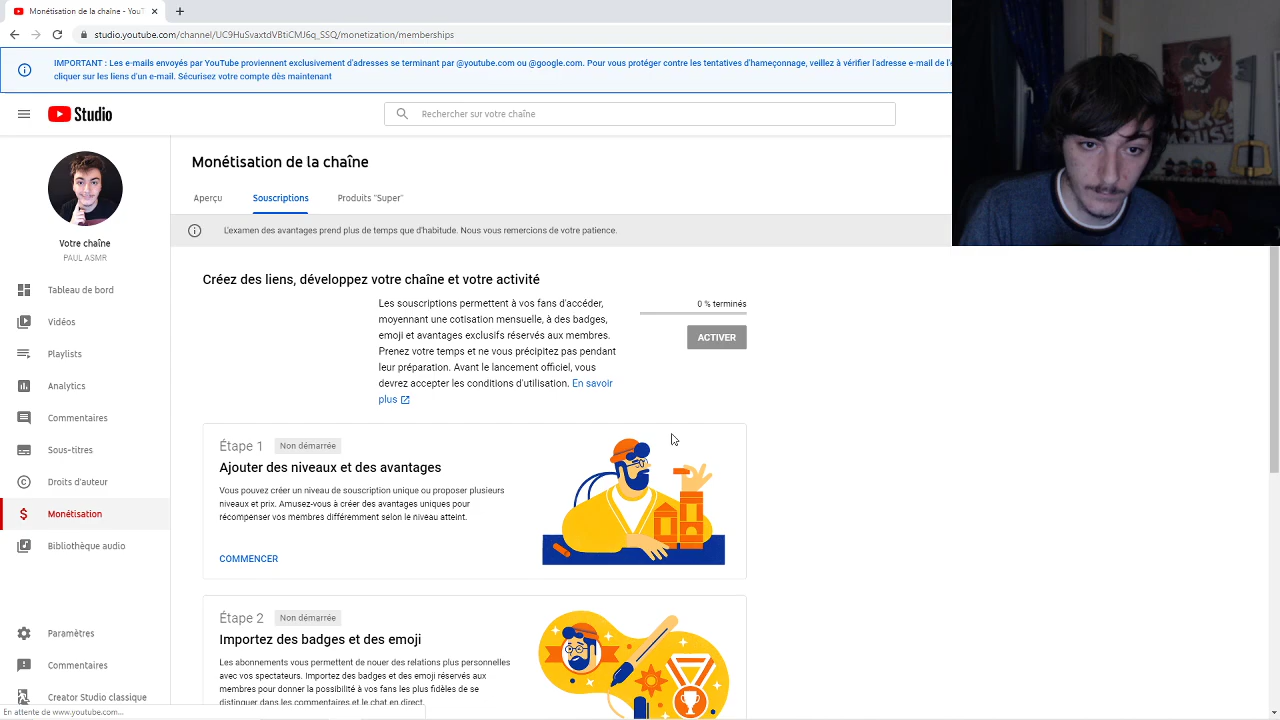 Monétisation de la chaîne - YouT
studio.youtube.com/channel/UC9HuSvaxtdVBtiCMJ6q_SSQ/monetization/memberships
IMPORTANT : Les e-mails envoyés par YouTube proviennent exclusivement d'adresses se terminant par @youtube.com ou @google.com. Pour vous protéger contre les tentatives d'hameçonnage, veillez à vérifier l'adresse e-mail de l'
cliquer sur les liens d'un e-mail. Sécurisez votre compte dès maintenant
Studio
Rechercher sur votre chaîne
MICKEY
MOUSE
Votre chaîne
PAUL ASMR
Tableau de bord
Vidéos
Playlists
Analytics
Commentaires
Sous-titres
Droits d'auteur
Monétisation
Bibliothèque audio
Paramètres
Commentaires
Creator Studio classique
Monétisation de la chaîne
Aperçu
Souscriptions
Produits "Super"
L'examen des avantages prend plus de temps que d'habitude. Nous vous remercions de votre patience.
Créez des liens, développez votre chaîne et votre activité
Les souscriptions permettent à vos fans d'accéder,
moyennant une cotisation mensuelle, à des badges,
emoji et avantages exclusifs réservés aux membres.
Prenez votre temps et ne vous précipitez pas pendant
leur préparation. Avant le lancement officiel, vous
devrez accepter les conditions d'utilisation. En savoir
plus
0 % terminés
ACTIVER
Étape 1
Non démarrée
Ajouter des niveaux et des avantages
Vous pouvez créer un niveau de souscription unique ou proposer plusieurs
niveaux et prix. Amusez-vous à créer des avantages uniques pour
récompenser vos membres différemment selon le niveau atteint.
COMMENCER
Étape 2
Non démarrée
Importez des badges et des emoji
Les abonnements vous permettent de nouer des relations plus personnelles
avec vos spectateurs. Importez des badges et des emoji réservés aux
membres pour donner la possibilité à vos fans les plus fidèles de se
distinguer dans les commentaires et le chat en direct.
En attente de www.youtube.com...